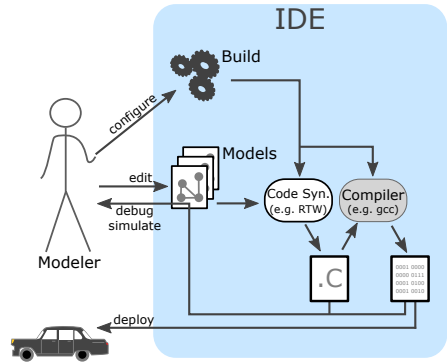 IDE
Build
configure
Models
edit
debug
simulate
Code Syn.
(e.g. RTW)
Compiler
(e.g. gcc)
Modeler
.C
0001 0000
0000 0111
0001 0100
0001 0010
deploy